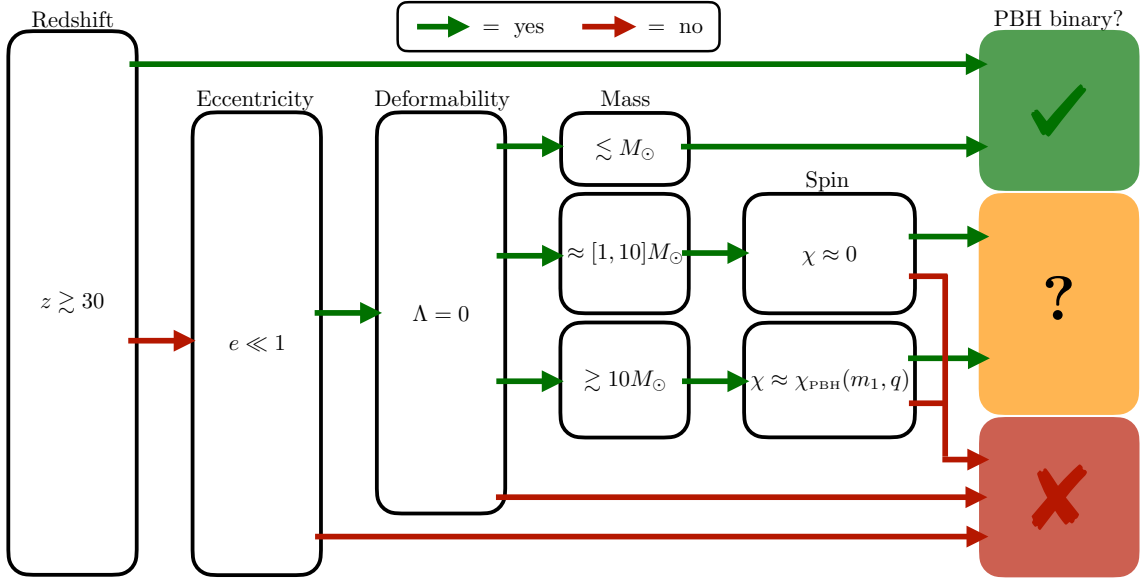 Redshift
= yes
= no
PBH binary?
Eccentricity
Deformability
Mass
≲ M⊙
Spin
≈ [1, 10]M⊙
χ ≈ 0
z ≳ 30
?
Λ = 0
e ≪ 1
≳ 10M⊙
χ ≈ χPBH(m₁, q)